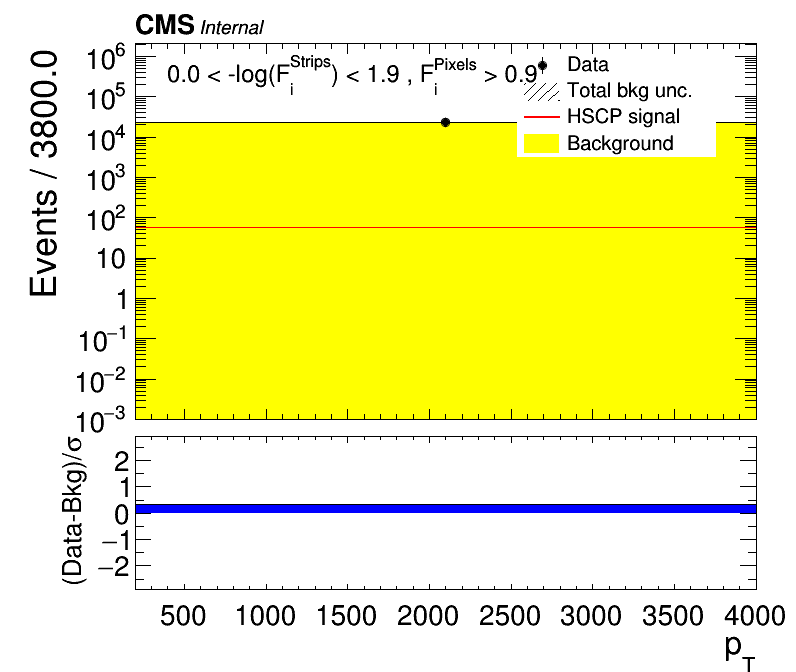 CMS Internal
0.0 < -log(F_i^Strips) < 1.9 , F_i^Pixels > 0.9
Data
Total bkg unc.
HSCP signal
Background
Events / 3800.0
10^6
10^5
10^4
10^3
10^2
10
1
10^−1
10^−2
10^−3
(Data-Bkg)/σ
2
1
0
−1
−2
500 1000 1500 2000 2500 3000 3500 4000
p_T